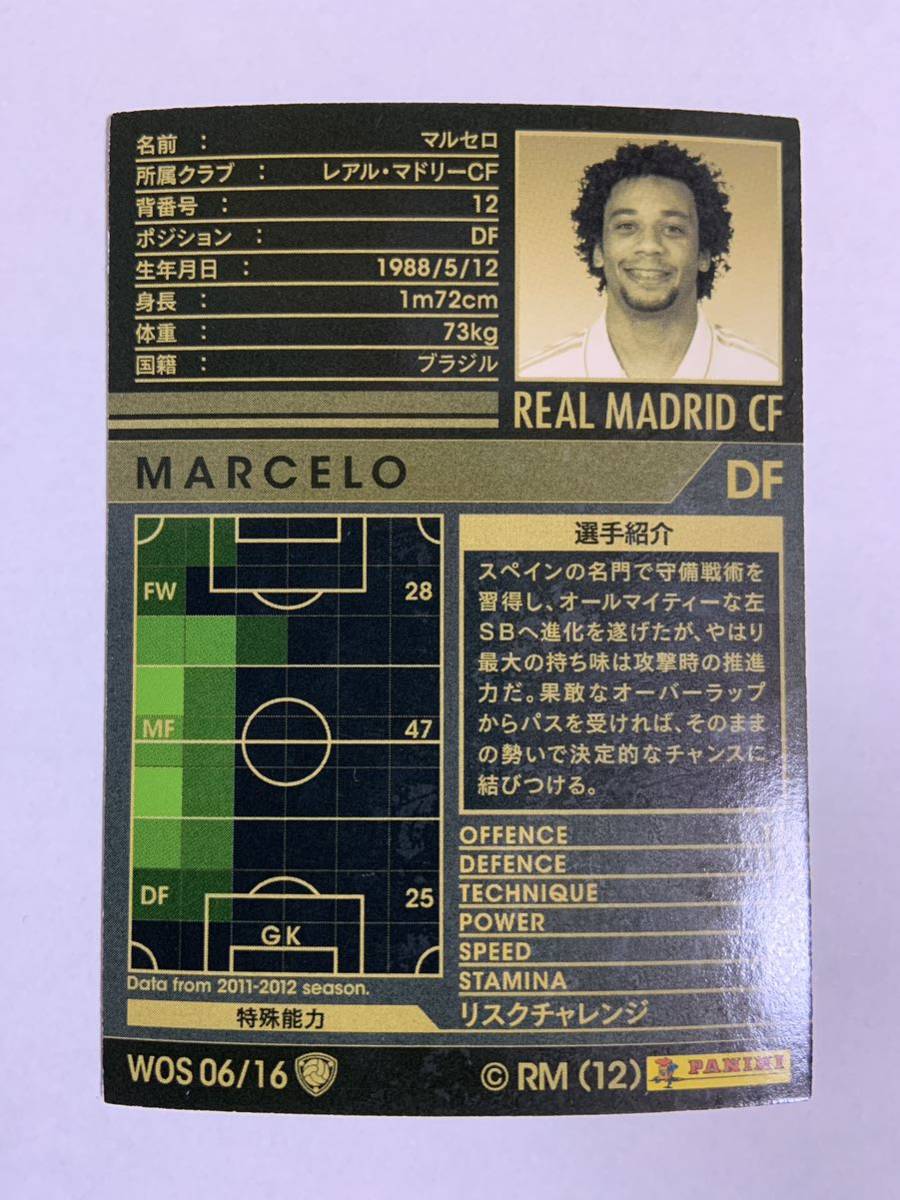 名前 : マルセロ
所属クラブ : レアル・マドリーCF
背番号 : 12
ポジション : DF
生年月日 : 1988/5/12
身長 : 1m72cm
体重 : 73kg
国籍 : ブラジル
REAL MADRID CF
MARCELO
DF
FW 28
MF 47
DF 25
GK
Data from 2011-2012 season.
選手紹介
スペインの名門で守備戦術を
習得し、オールマイティーな左
SBへ進化を遂げたが、やはり
最大の持ち味は攻撃時の推進
力だ。果敢なオーバーラップ
からパスを受ければ、そのまま
の勢いで決定的なチャンスに
結びつける。
OFFENCE
DEFENCE
TECHNIQUE
POWER
SPEED
STAMINA
特殊能力 リスクチャレンジ
WOS 06/16
© RM (12) PANINI